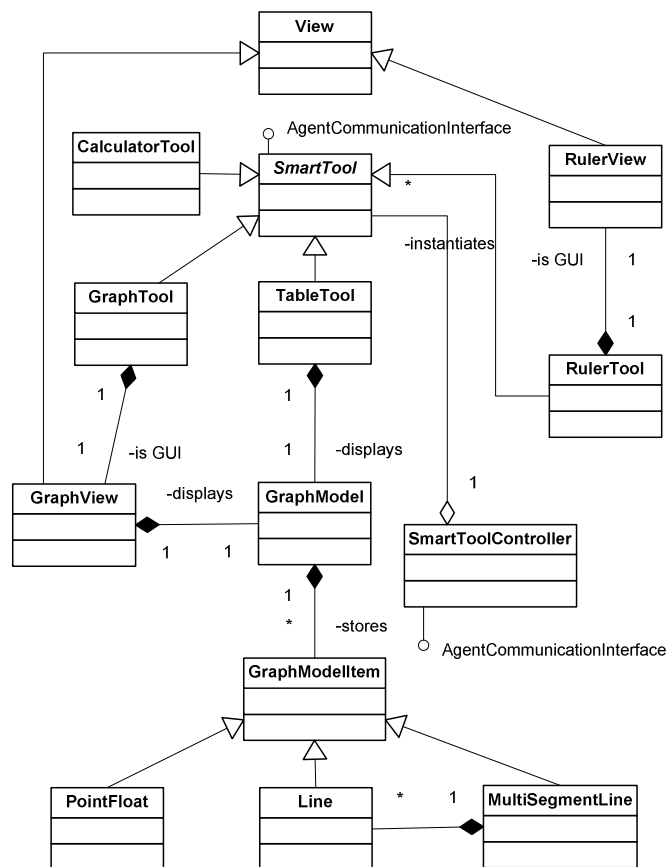 View
AgentCommunicationInterface
CalculatorTool
SmartTool
RulerView
*
-instantiates
-is GUI
1
GraphTool
TableTool
1
RulerTool
1
1
1
1
-is GUI
-displays
GraphView
-displays
GraphModel
1
1
1
SmartToolController
1
*
-stores
AgentCommunicationInterface
GraphModelItem
PointFloat
Line
*
1
MultiSegmentLine